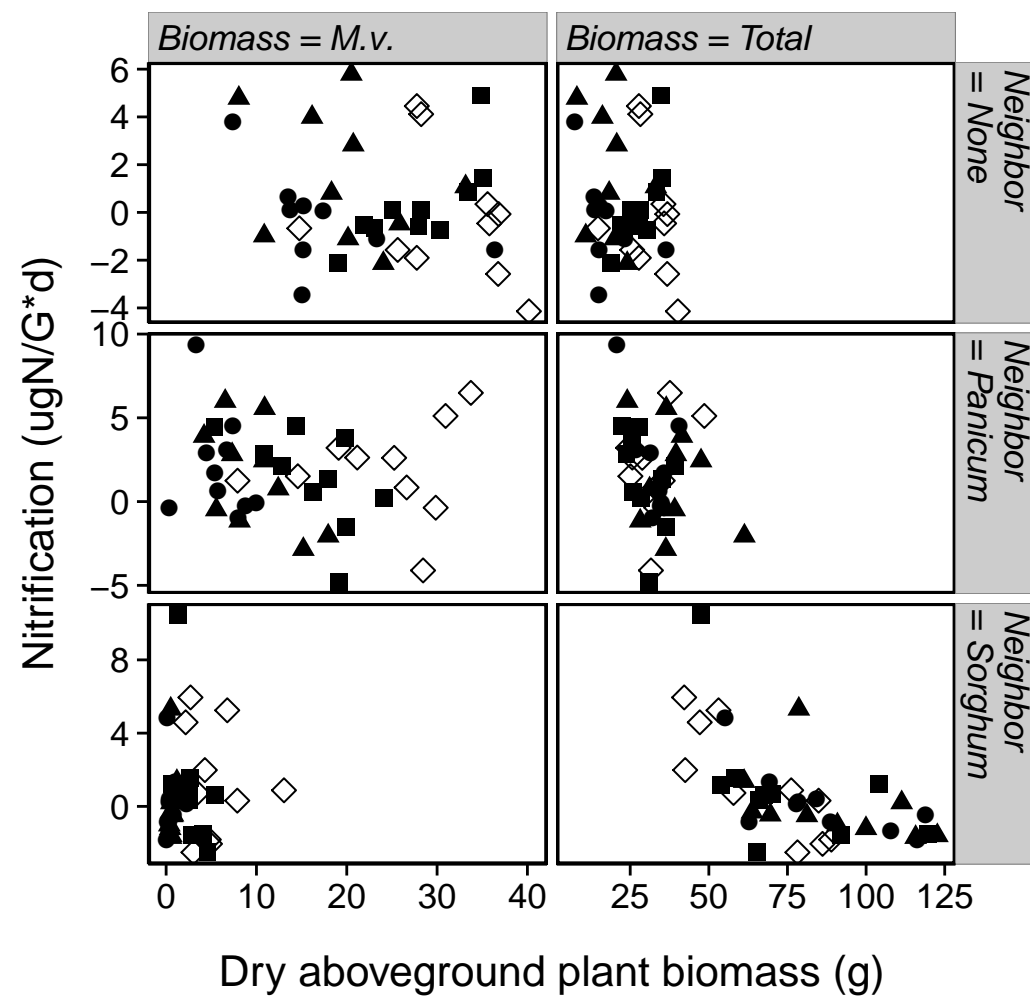 Biomass = M.v.
Biomass = Total
Neighbor
= None
Neighbor
= Panicum
Neighbor
= Sorghum
Nitrification (ugN/G*d)
6
4
2
0
−2
−4
10
5
0
−5
8
4
0
0 10 20 30 40
25 50 75 100 125
Dry aboveground plant biomass (g)